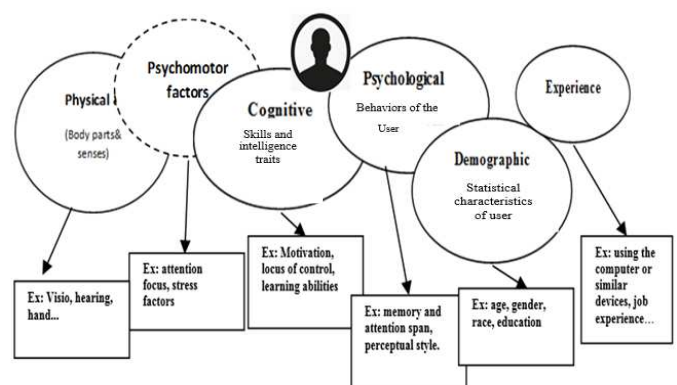 Physical
(Body parts&
senses)
Psychomotor
factors
Cognitive
Skills and
intelligence
traits
Psychological
Behaviors of the
User
Demographic
Statistical
characteristics
of user
Experience
Ex: Visio, hearing,
hand...
Ex: attention
focus, stress
factors
Ex: Motivation,
locus of control,
learning abilities
Ex: memory and
attention span,
perceptual style.
Ex: age, gender,
race, education
Ex: using the
computer or
similar
devices, job
experience…